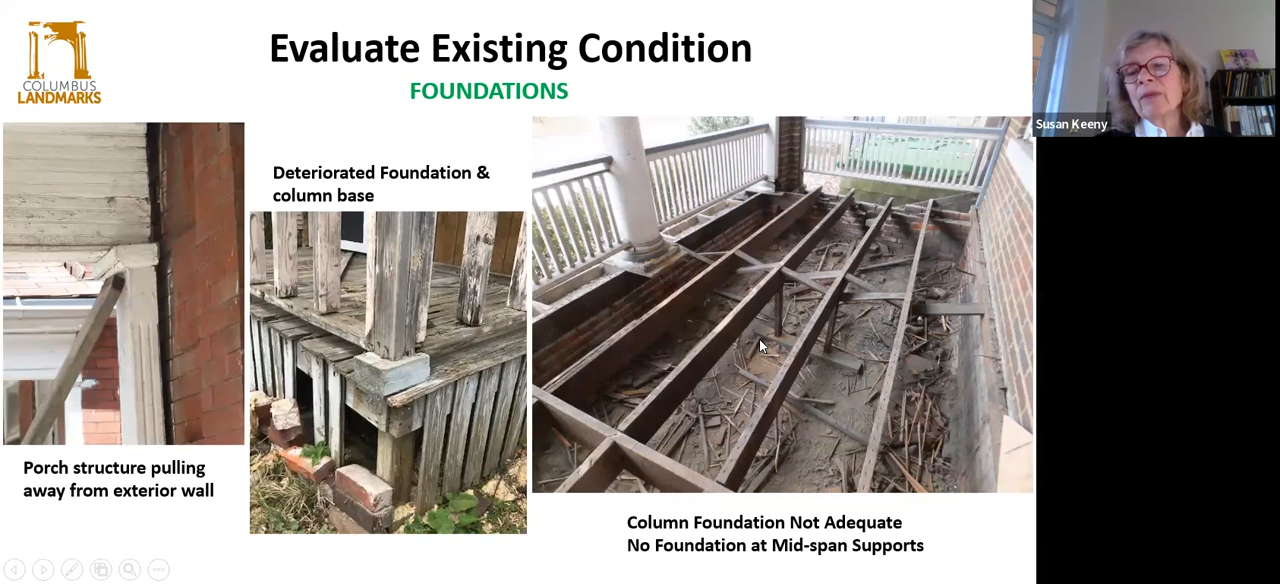 COLUMBUS
LANDMARKS
Evaluate Existing Condition
FOUNDATIONS
Susan Keeny
Deteriorated Foundation &
column base
Porch structure pulling
away from exterior wall
Column Foundation Not Adequate
No Foundation at Mid-span Supports